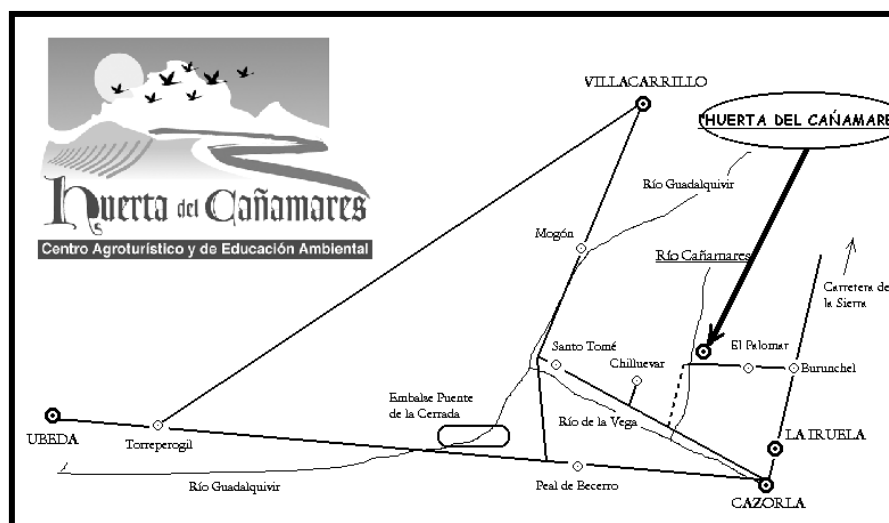 Huerta del Cañamares
Centro Agroturístico y de Educación Ambiental
VILLACARRILLO
"HUERTA DEL CAÑAMARE
Río Guadalquivir
Mogón
Río Cañamares
Carretera de
la Sierra
Santo Tomé
Chilluevar
El Palomar
Burunchel
Embalse Puente
de la Cerrada
Río de la Vega
UBEDA
Torreperogil
LA IRUELA
Río Guadalquivir
Peal de Becerro
CAZORLA